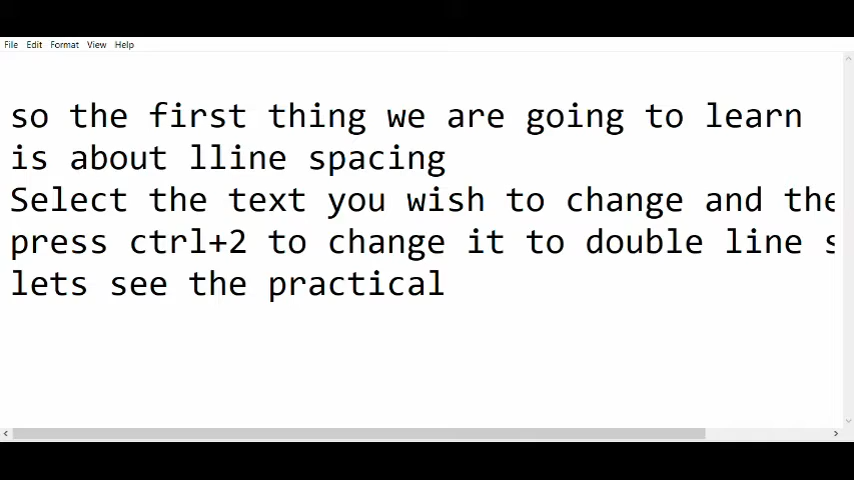 File Edit Format View Help
so the first thing we are going to learn
is about lline spacing
Select the text you wish to change and the
press ctrl+2 to change it to double line s
lets see the practical